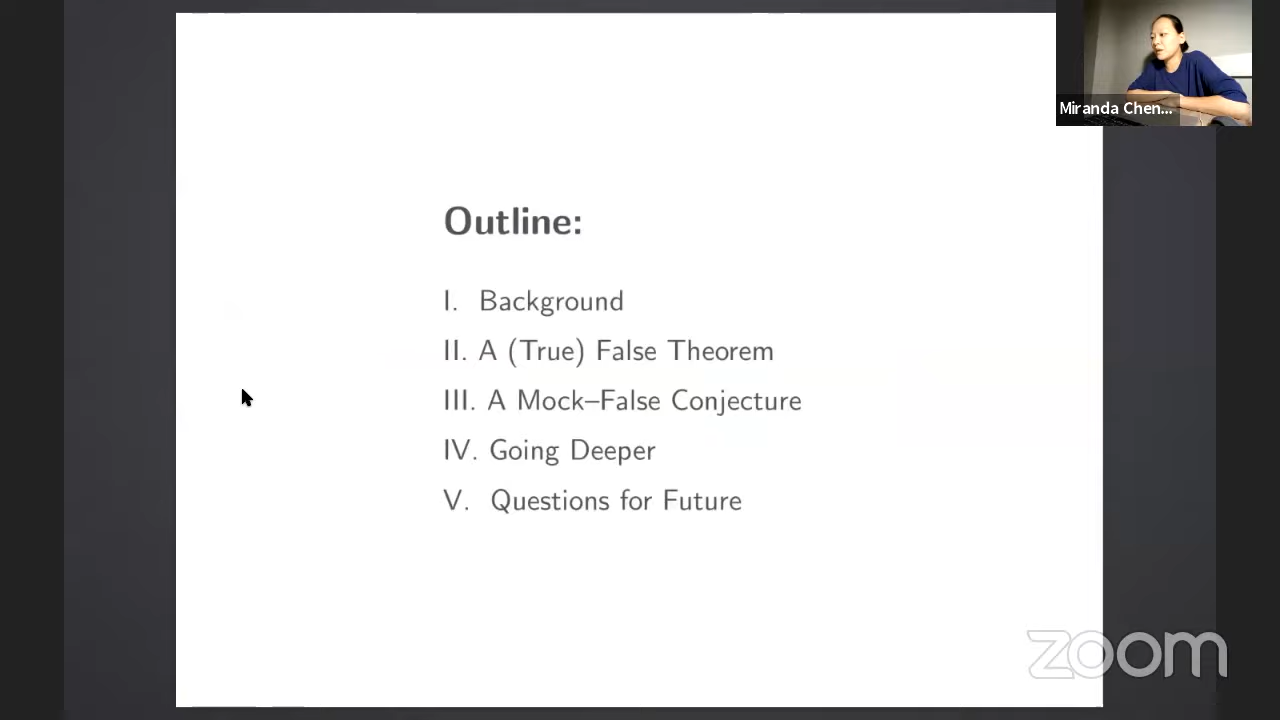 Miranda Chen...
Outline:
I. Background
II. A (True) False Theorem
III. A Mock–False Conjecture
IV. Going Deeper
V. Questions for Future
zoom